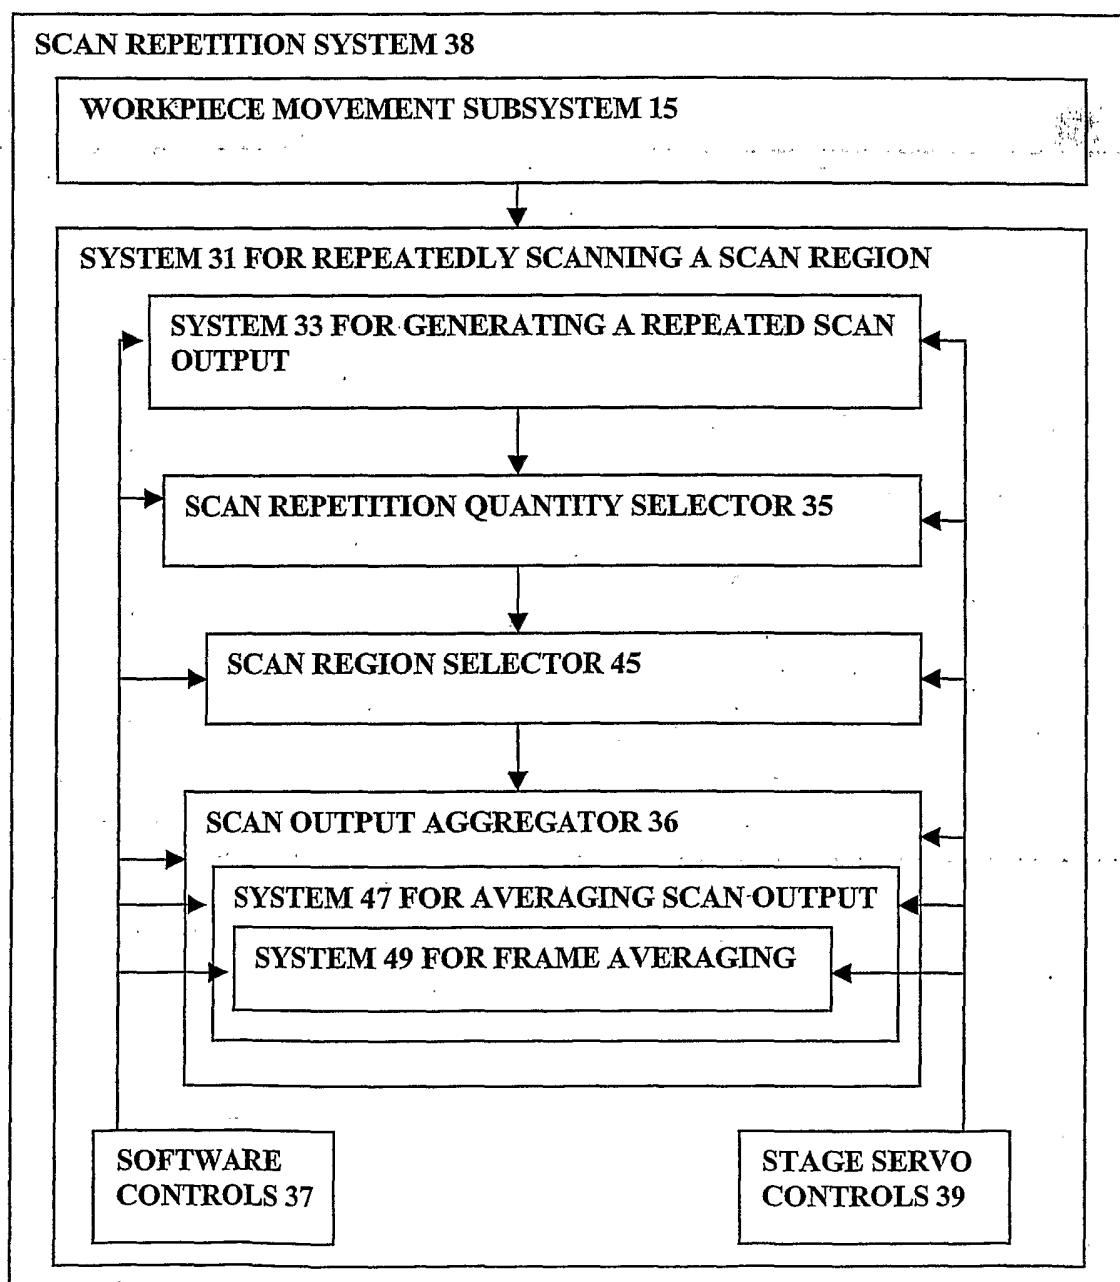 SCAN REPETITION SYSTEM 38
WORKPIECE MOVEMENT SUBSYSTEM 15
SYSTEM 31 FOR REPEATEDLY SCANNING A SCAN REGION
SYSTEM 33 FOR GENERATING A REPEATED SCAN
OUTPUT
SCAN REPETITION QUANTITY SELECTOR 35
SCAN REGION SELECTOR 45
SCAN OUTPUT AGGREGATOR 36
SYSTEM 47 FOR AVERAGING SCAN OUTPUT
SYSTEM 49 FOR FRAME AVERAGING
SOFTWARE
CONTROLS 37
STAGE SERVO
CONTROLS 39